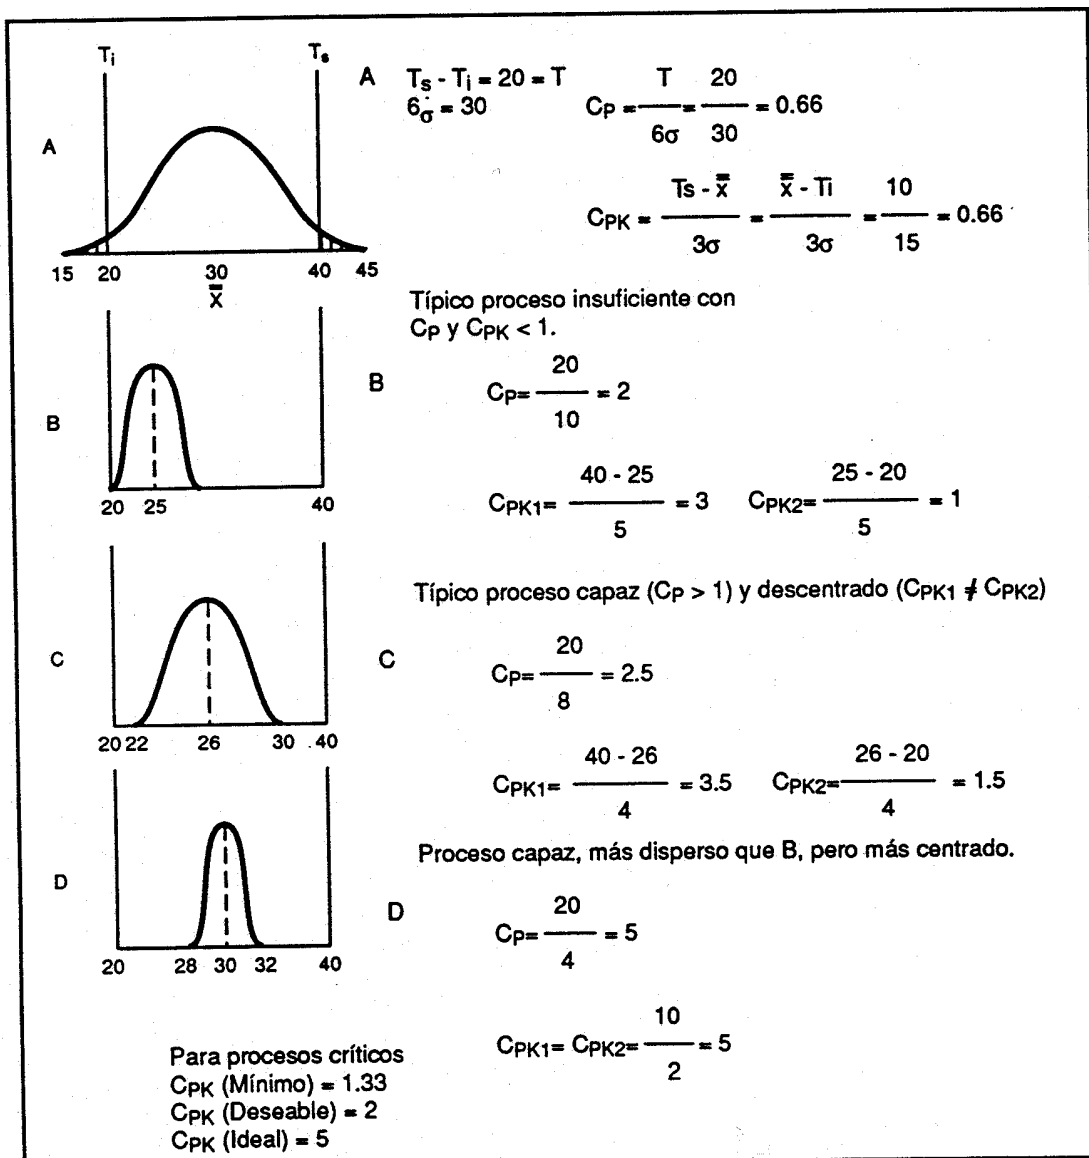 Ti Ts
A
15 20 30 40 45
x̿
A
Ts - Ti = 20 = T
6σ = 30
CP = T / 6σ = 20 / 30 = 0.66
CPK = Ts - x̿ / 3σ = x̿ - Ti / 3σ = 10 / 15 = 0.66
Típico proceso insuficiente con
CP y CPK < 1.
B
20 25 40
B
CP= 20 / 10 = 2
CPK1= 40 - 25 / 5 = 3 CPK2= 25 - 20 / 5 = 1
Típico proceso capaz (CP > 1) y descentrado (CPK1 ≠ CPK2)
C
20 22 26 30 40
C
CP= 20 / 8 = 2.5
CPK1= 40 - 26 / 4 = 3.5 CPK2= 26 - 20 / 4 = 1.5
Proceso capaz, más disperso que B, pero más centrado.
D
20 28 30 32 40
D
CP= 20 / 4 = 5
CPK1= CPK2= 10 / 2 = 5
Para procesos críticos
CPK (Mínimo) = 1.33
CPK (Deseable) = 2
CPK (Ideal) = 5